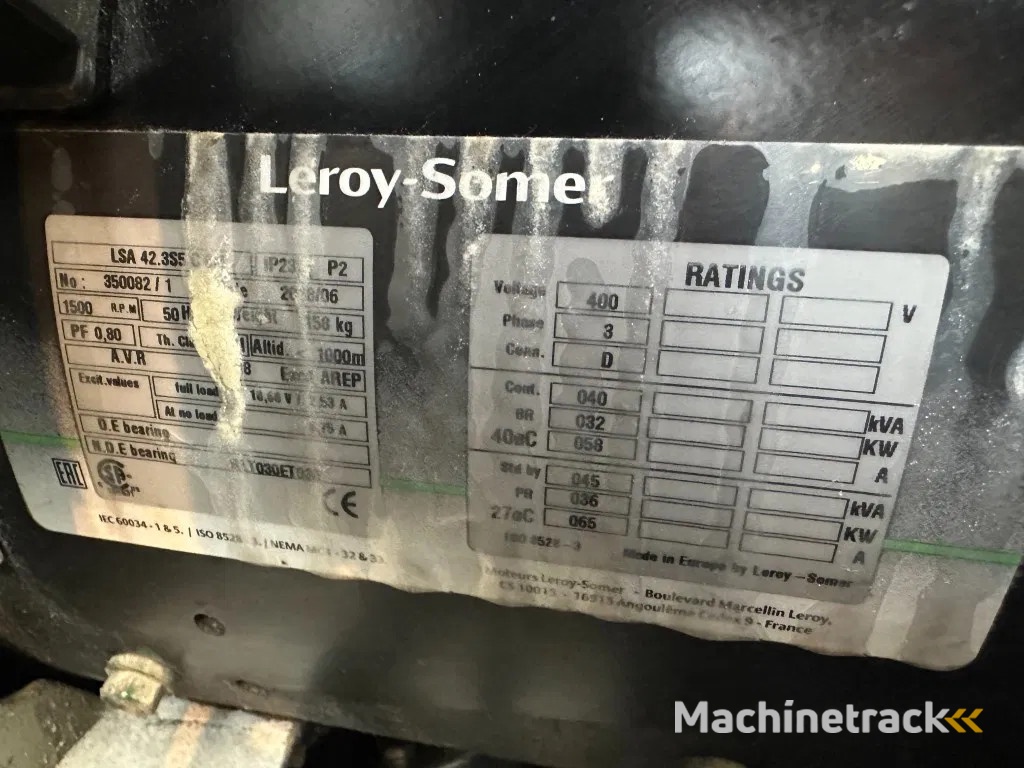 Leroy-Somer
LSA 42.3S5 IP23 P2
No: 350082 / 1
1500 R.P.M 50 158 kg
PF 0,80 Th. Altid. 1000m
A.V.R AREP
Excit.values full load
At no load A
D.E bearing
N.D.E bearing
EAC
CE
IEC 60034 - 1 & 5. / ISO 8528 - 3. / NEMA MG1 - 32 & 33
RATINGS
Voltage 400 V
Phase 3
Conn. D
Cont. 040 kVA
BR 032 KW
40øC 058 A
Std by 045 kVA
PR 036 KW
27øC 065 A
ISO 8528 - 3 Made in Europe by Leroy - Somer
Moteurs Leroy-Somer - Boulevard Marcellin Leroy,
CS 10015 - 16915 Angoulême Cedex 9 - France
Machinetrack